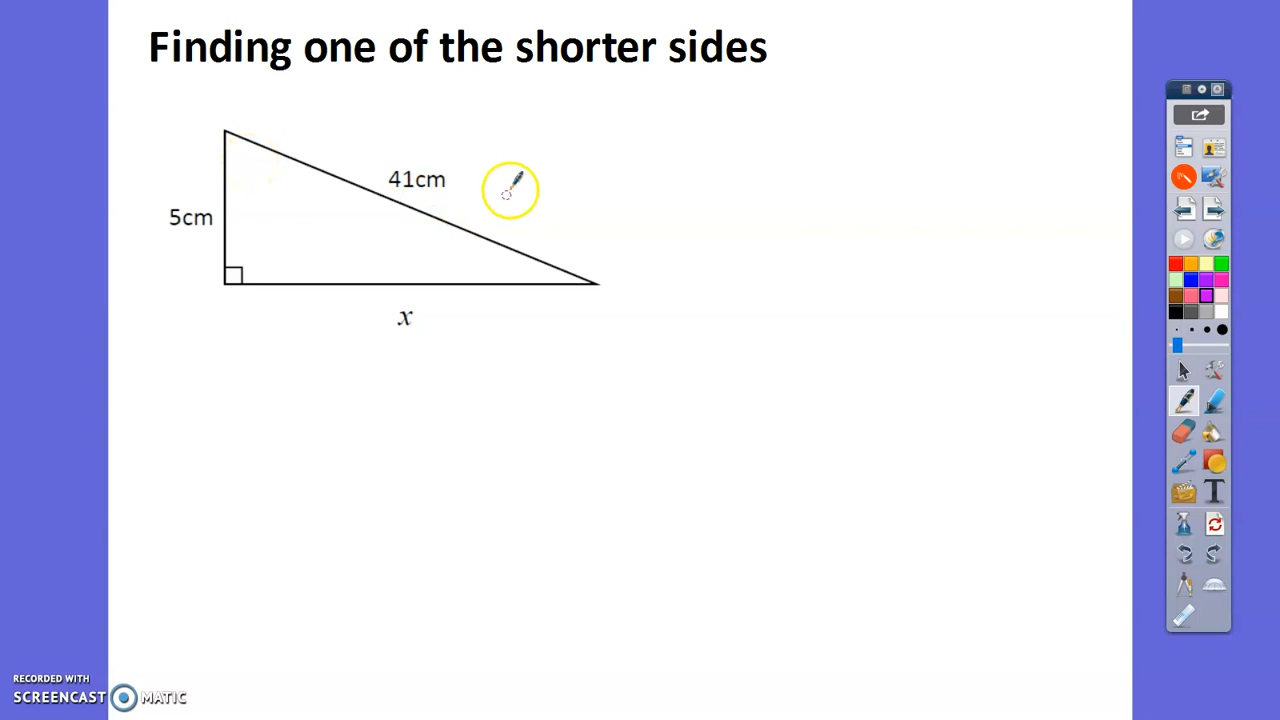 Finding one of the shorter sides
41cm
5cm
x
RECORDED WITH
SCREENCAST MATIC